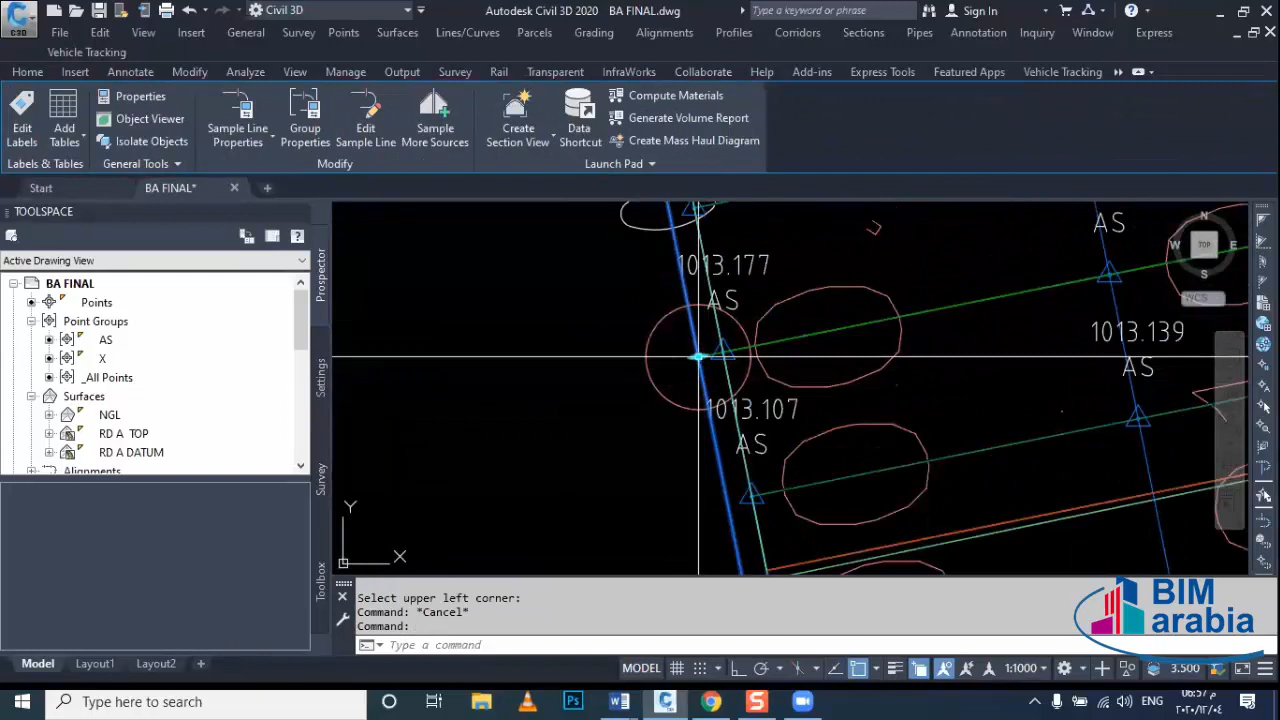 C3D
Civil 3D
Autodesk Civil 3D 2020 BA FINAL.dwg
Type a keyword or phrase
Sign In
File Edit View Insert General Survey Points Surfaces Lines/Curves Parcels Grading Alignments Profiles Corridors Sections Pipes Annotation Inquiry Window Express
Vehicle Tracking
Home Insert Annotate Modify Analyze View Manage Output Survey Rail Transparent InfraWorks Collaborate Help Add-ins Express Tools Featured Apps Vehicle Tracking
Edit Labels
Add Tables
Properties
Object Viewer
Isolate Objects
Sample Line Properties
Group Properties
Edit Sample Line
Sample More Sources
Create Section View
Data Shortcut
Compute Materials
Generate Volume Report
Create Mass Haul Diagram
Labels & Tables General Tools Modify Launch Pad
Start BA FINAL*
TOOLSPACE
Active Drawing View
BA FINAL
Points
Point Groups
AS
X
_All Points
Surfaces
NGL
RD A TOP
RD A DATUM
Alignments
Prospector
Settings
Survey
Toolbox
1013.177
AS
1013.107
AS
AS
1013.139
AS
N
W TOP E
S
WCS
Y
X
Select upper left corner:
Command: *Cancel*
Command:
Type a command
BIM
arabia
Model Layout1 Layout2
MODEL 1:1000 3.500
Type here to search
ENG
٠٦:٥٧ م
٢٠٢٠/١٢/٠٤